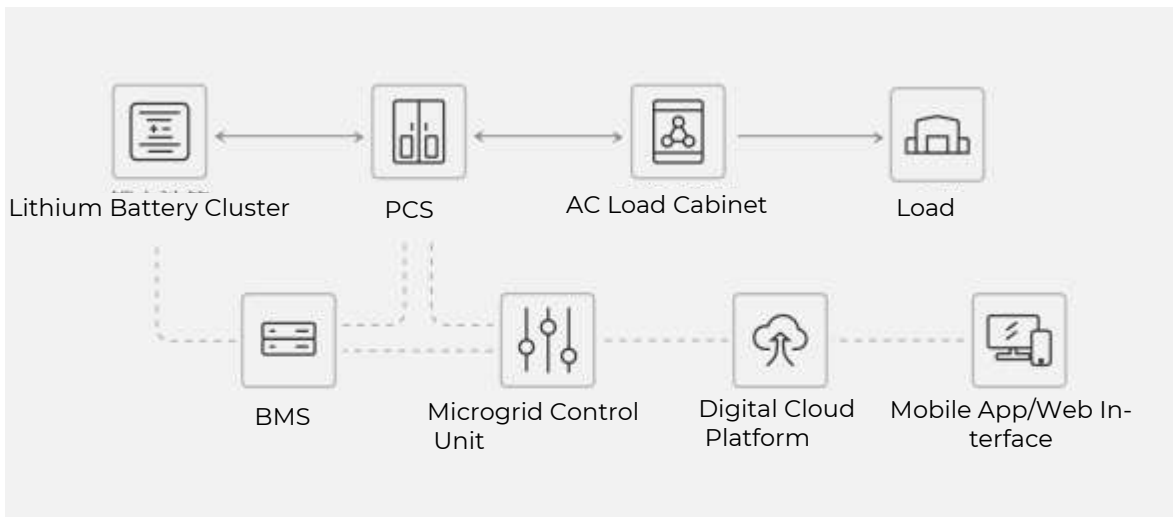 Lithium Battery Cluster
PCS
AC Load Cabinet
Load
BMS
Microgrid Control
Unit
Digital Cloud
Platform
Mobile App/Web In-
terface